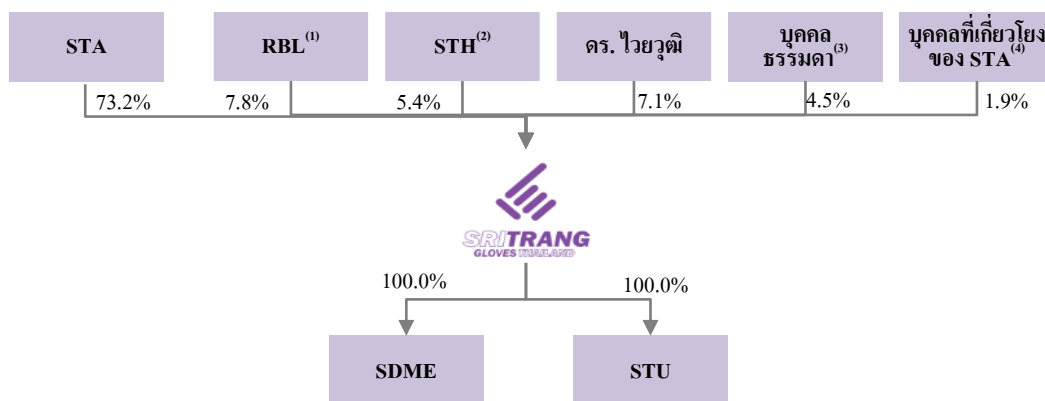 STA
RBL(1)
STH(2)
ดร. ไวยวุฒิ
บุคคล
ธรรมดา(3)
บุคคลที่เกี่ยวโยง
ของ STA(4)
73.2%
7.8%
5.4%
7.1%
4.5%
1.9%
SRITRANG
GLOVES THAILAND
100.0%
100.0%
SDME
STU